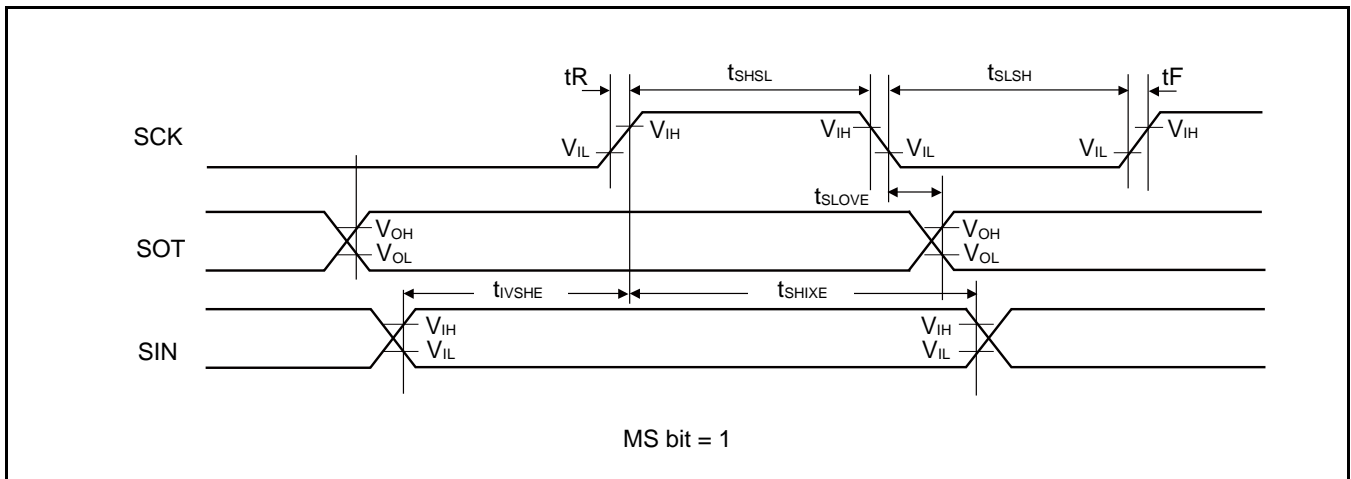 tR tSHSL tSLSH tF
SCK VIL VIH VIH VIL VIL VIH
tSLOVE
SOT VOH VOH
VOL VOL
tIVSHE tSHIXE
SIN VIH VIH
VIL VIL
MS bit = 1